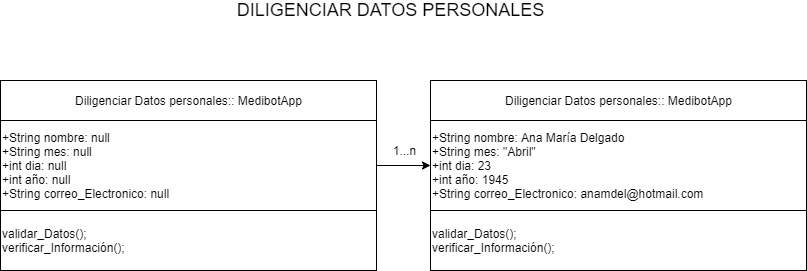 DILIGENCIAR DATOS PERSONALES
Diligenciar Datos personales:: MedibotApp
+String nombre: null
+String mes: null
+int dia: null
+int año: null
+String correo_Electronico: null
validar_Datos();
verificar_Información();
1...n
Diligenciar Datos personales:: MedibotApp
+String nombre: Ana María Delgado
+String mes: "Abril"
+int dia: 23
+int año: 1945
+String correo_Electronico: anamdel@hotmail.com
validar_Datos();
verificar_Información();